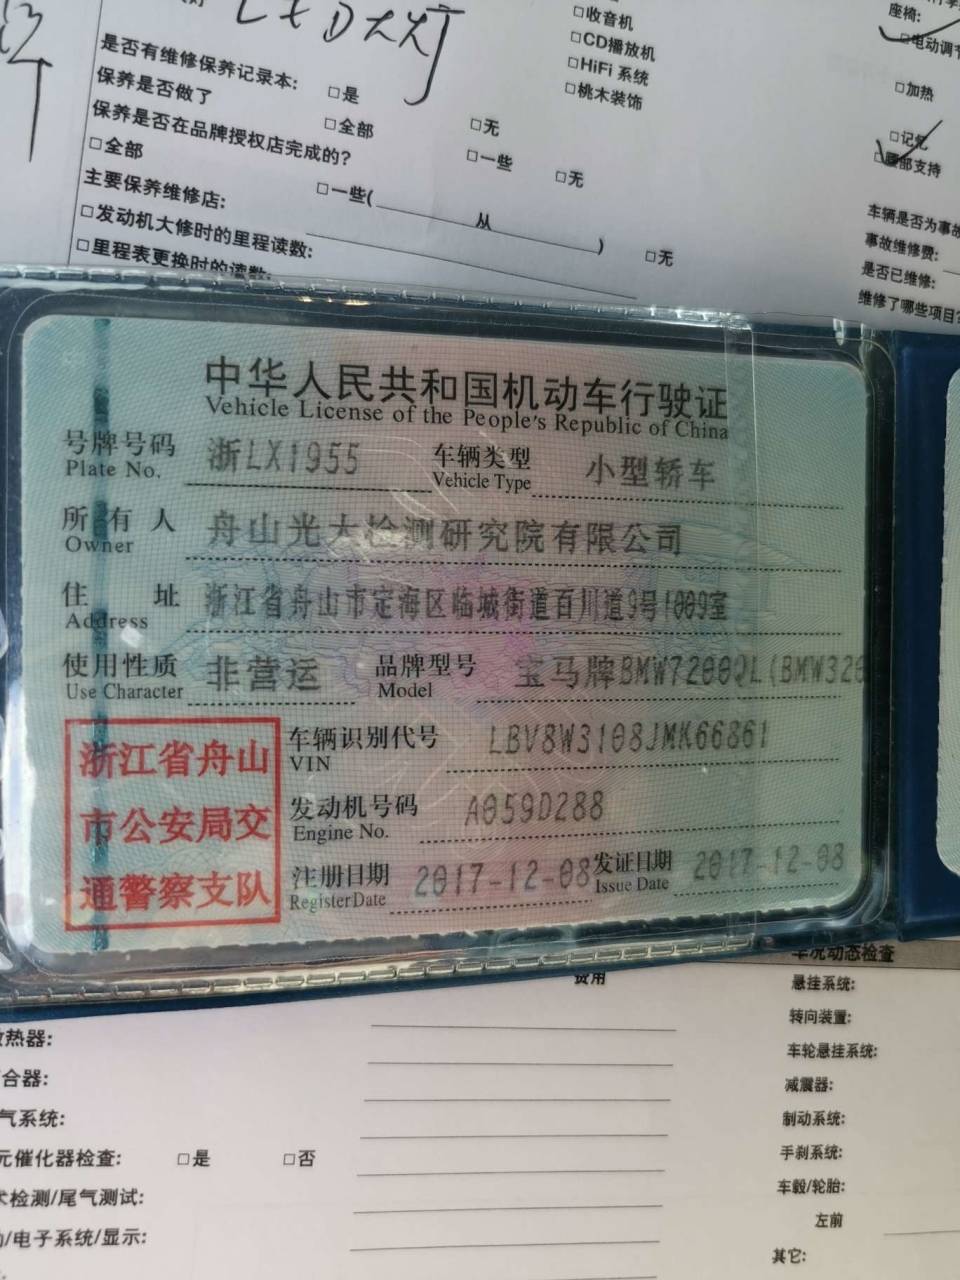 LED大灯
是否有维修保养记录本: □是
保养是否做了 □全部 □无
保养是否在品牌授权店完成的?
□全部 □一些 □无
主要保养维修店: □一些( 从 ) □无
□发动机大修时的里程读数:
□里程表更换时的读数:
□收音机
□CD播放机
□HiFi 系统
□桃木装饰
座椅:
□电动调节
□加热
□记忆
□腰部支持
车辆是否为事故
事故维修费:
是否已维修:
维修了哪些项目?
中华人民共和国机动车行驶证
Vehicle License of the People's Republic of China
号牌号码 浙LX1955 车辆类型 小型轿车
Plate No. Vehicle Type
所有人 舟山光大检测研究院有限公司
Owner
住址 浙江省舟山市定海区临城街道百川道9号1009室
Address
使用性质 非营运 品牌型号 宝马牌BMW7200QL(BMW320
Use Character Model
浙江省舟山
市公安局交
通警察支队
车辆识别代号 LBV8W3108JMK66861
VIN
发动机号码 A059D288
Engine No.
注册日期 2017-12-08 发证日期 2017-12-08
Register Date Issue Date
费用
散热器:
合器:
气系统:
元催化器检查: □是 □否
术检测/尾气测试:
/电子系统/显示:
车况动态检查
悬挂系统:
转向装置:
车轮悬挂系统:
减震器:
制动系统:
手刹系统:
车毂/轮胎:
左前
其它: